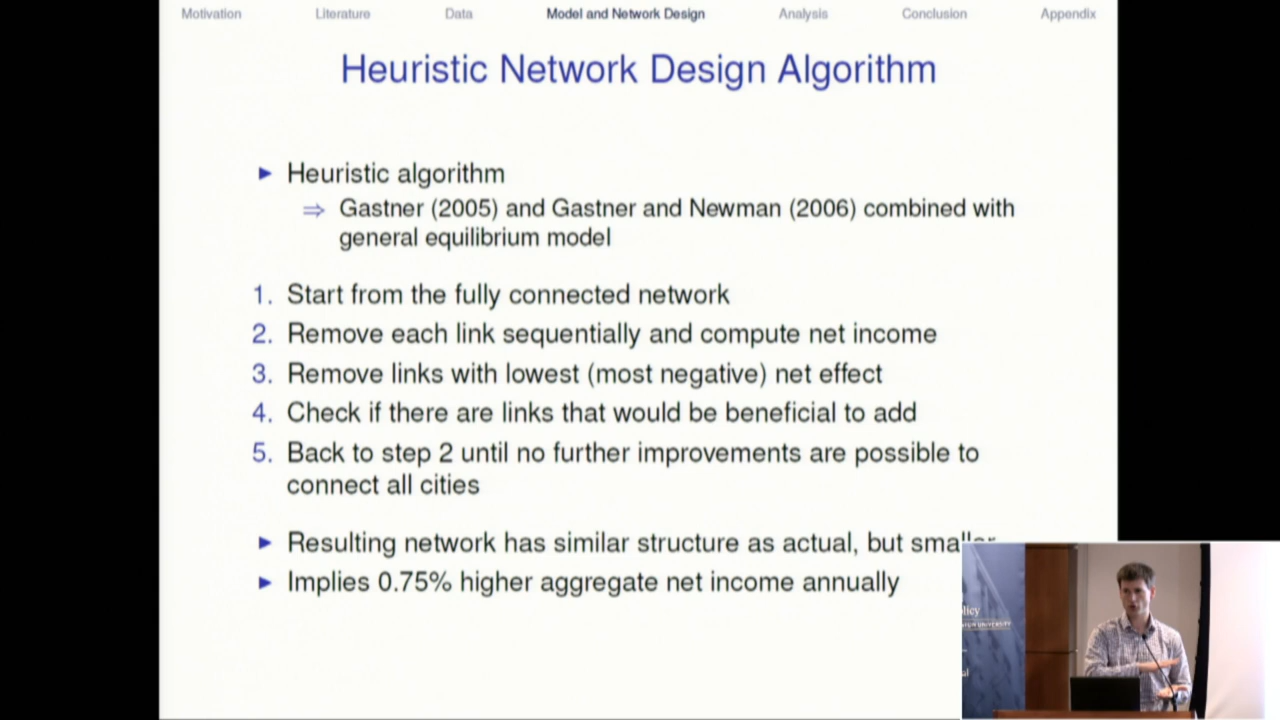 Motivation Literature Data Model and Network Design Analysis Conclusion Appendix
Heuristic Network Design Algorithm
► Heuristic algorithm
⇒ Gastner (2005) and Gastner and Newman (2006) combined with
general equilibrium model
1. Start from the fully connected network
2. Remove each link sequentially and compute net income
3. Remove links with lowest (most negative) net effect
4. Check if there are links that would be beneficial to add
5. Back to step 2 until no further improvements are possible to
connect all cities
► Resulting network has similar structure as actual, but smaller
► Implies 0.75% higher aggregate net income annually